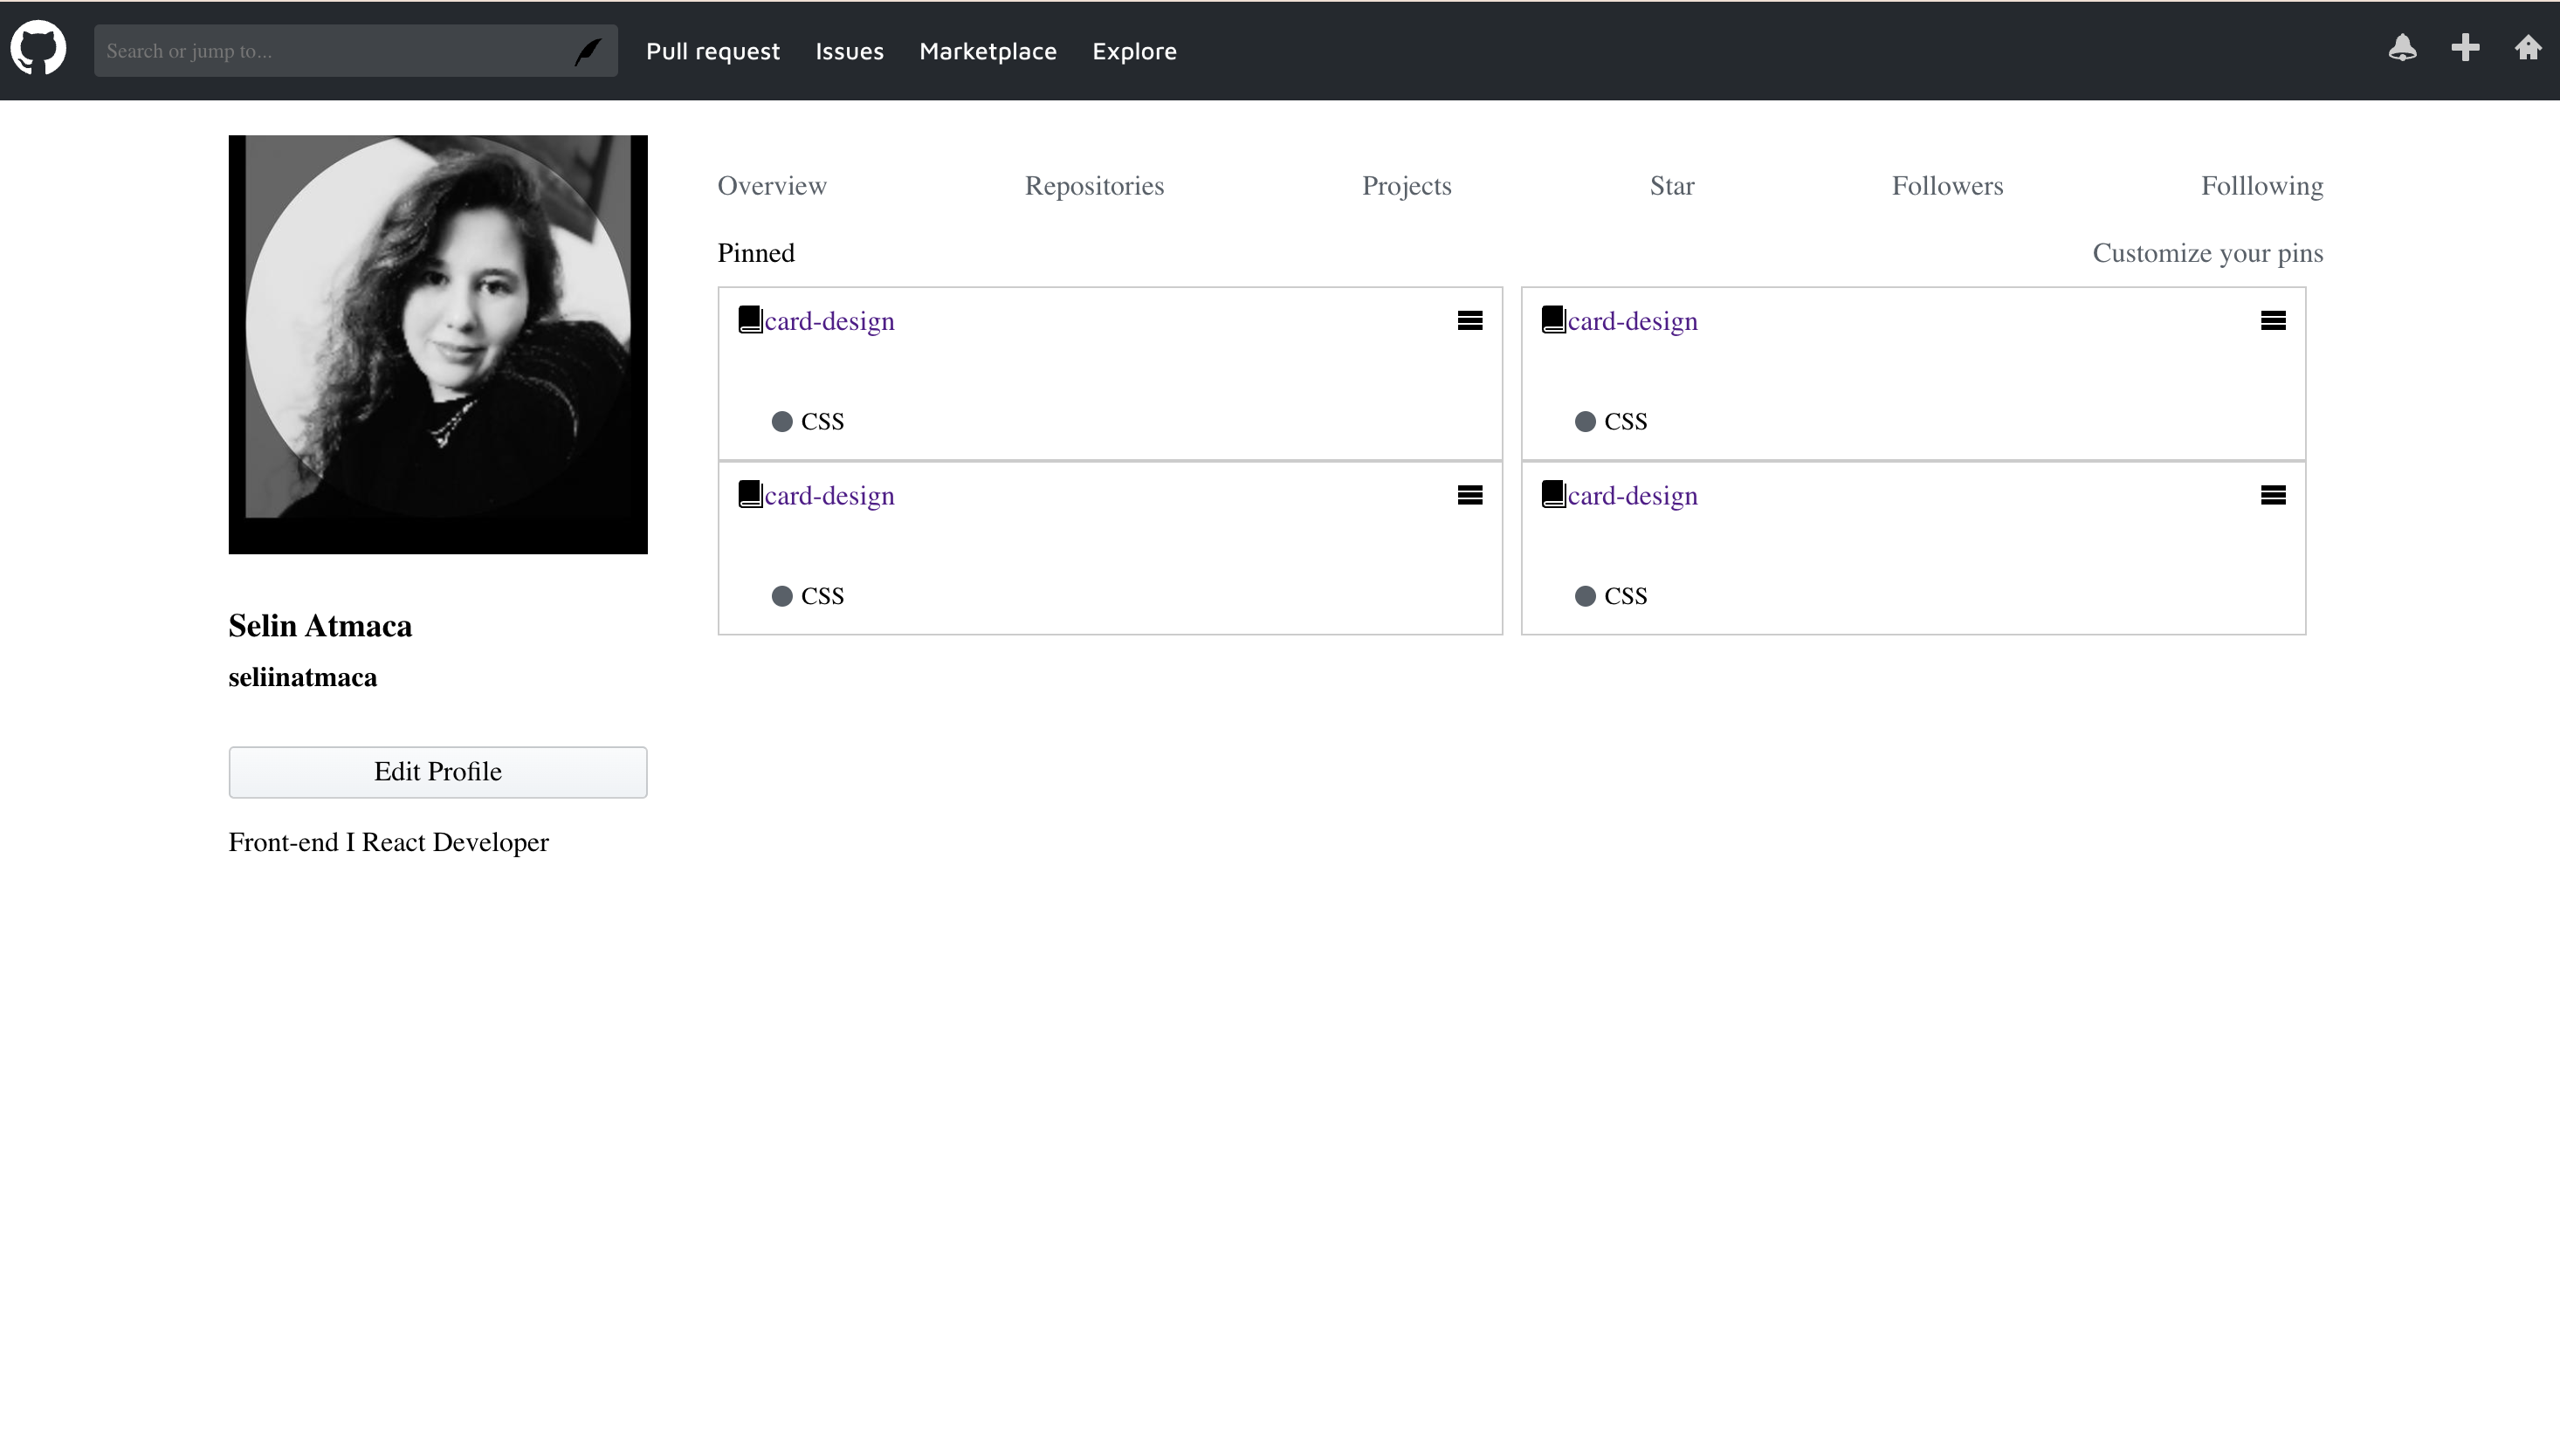 Search or jump to... Pull request Issues Marketplace Explore
Overview Repositories Projects Star Followers Folllowing
Pinned Customize your pins
card-design card-design
CSS CSS
card-design card-design
CSS CSS
Selin Atmaca
seliinatmaca
Edit Profile
Front-end I React Developer